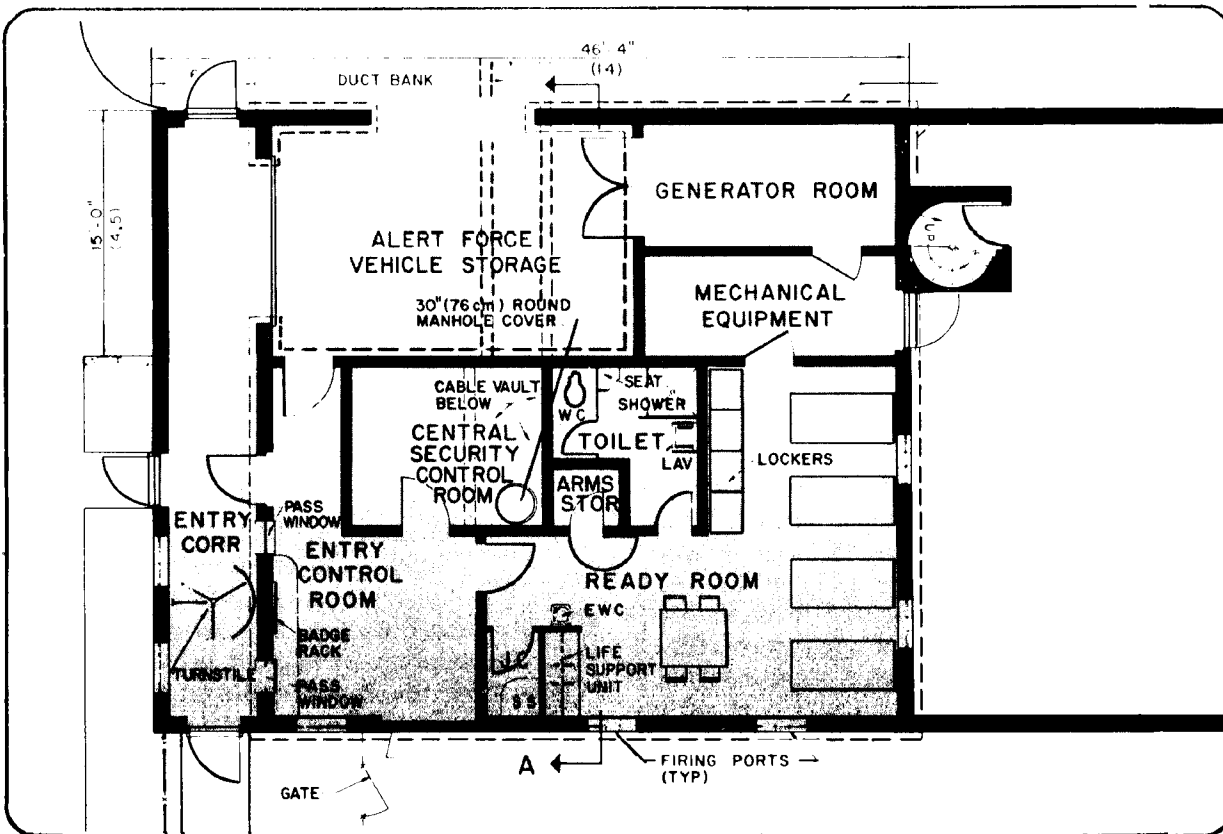 46'-4"
(14)
DUCT BANK
15'-0"
(4.5)
GENERATOR ROOM
UP
ALERT FORCE
VEHICLE STORAGE
30"(76cm) ROUND
MANHOLE COVER
MECHANICAL
EQUIPMENT
CABLE VAULT
BELOW
WC
SEAT
SHOWER
CENTRAL
SECURITY
CONTROL
ROOM
TOILET
LAV
LOCKERS
ARMS
STOR
PASS
WINDOW
ENTRY
CORR
ENTRY
CONTROL
ROOM
READY ROOM
EWC
BADGE
RACK
J.C.
LIFE
SUPPORT
UNIT
TURNSTILE
PASS
WINDOW
SS
A
FIRING PORTS
(TYP)
GATE